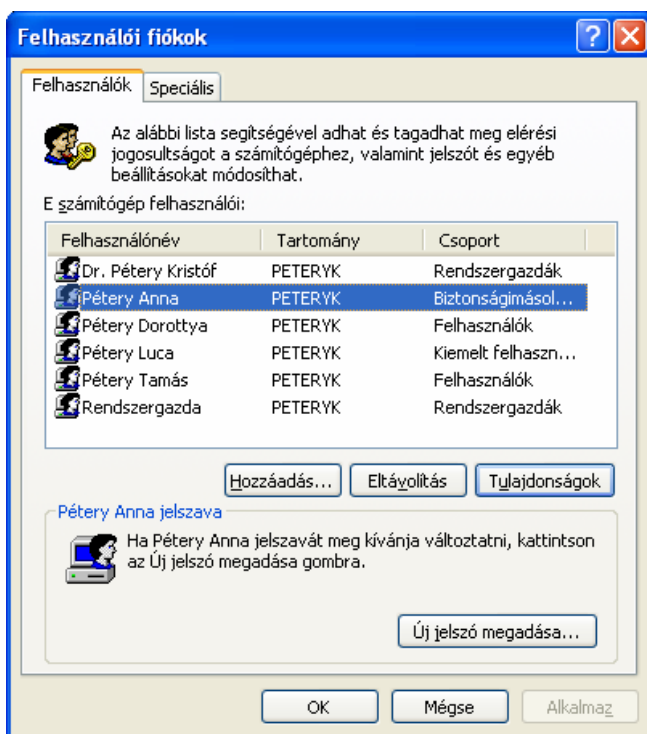 Felhasználói fiókok
Felhasználók Speciális
Az alábbi lista segítségével adhat és tagadhat meg elérési
jogosultságot a számítógéphez, valamint jelszót és egyéb
beállításokat módosíthat.
E számítógép felhasználói:
Felhasználónév Tartomány Csoport
Dr. Pétery Kristóf PETERYK Rendszergazdák
Pétery Anna PETERYK Biztonságimásol...
Pétery Dorottya PETERYK Felhasználók
Pétery Luca PETERYK Kiemelt felhaszn...
Pétery Tamás PETERYK Felhasználók
Rendszergazda PETERYK Rendszergazdák
Hozzáadás... Eltávolítás Tulajdonságok
Pétery Anna jelszava
Ha Pétery Anna jelszavát meg kívánja változtatni, kattintson
az Új jelszó megadása gombra.
Új jelszó megadása...
OK Mégse Alkalmaz